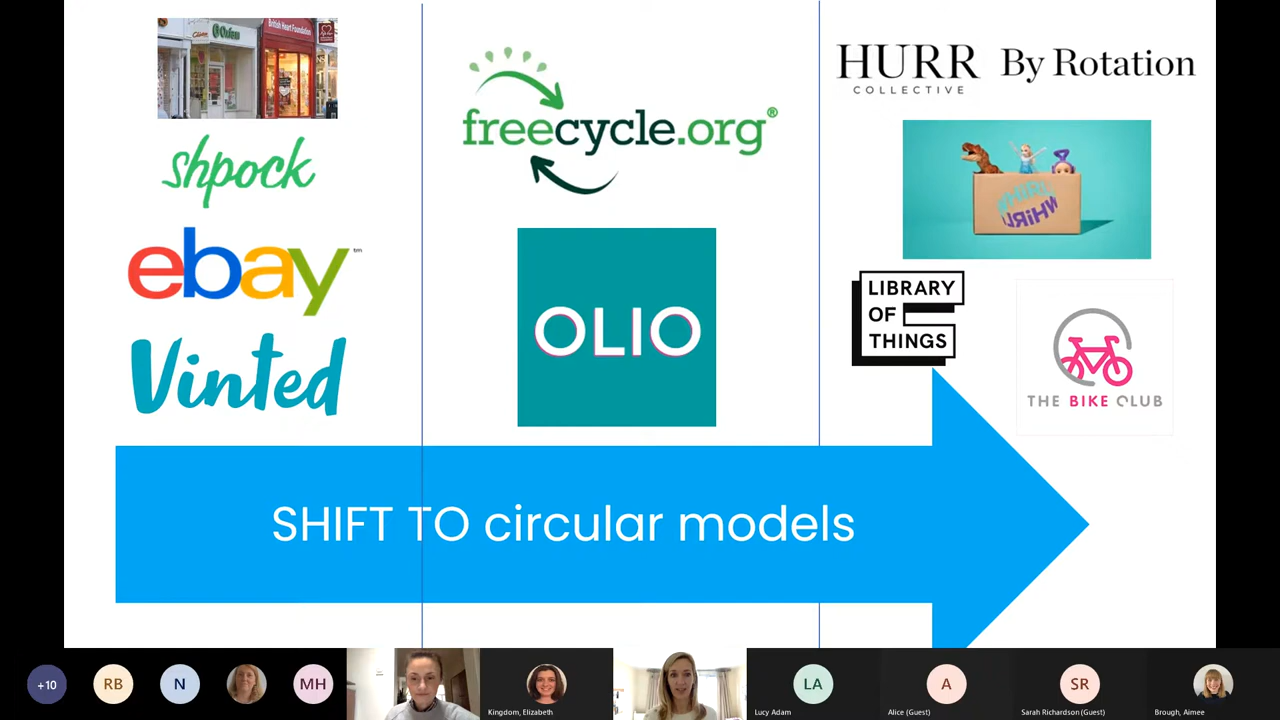 Oxfam
British Heart Foundation
shpock
ebay™
Vinted
freecycle.org®
OLIO
HURR
COLLECTIVE
By Rotation
WHIRLI
LIBRARY
OF
THINGS
THE BIKE CLUB
SHIFT TO circular models
+10
RB
N
MH
Kingdom, Elizabeth
LA
Lucy Adam
A
Alice (Guest)
SR
Sarah Richardson (Guest)
Brough, Aimee